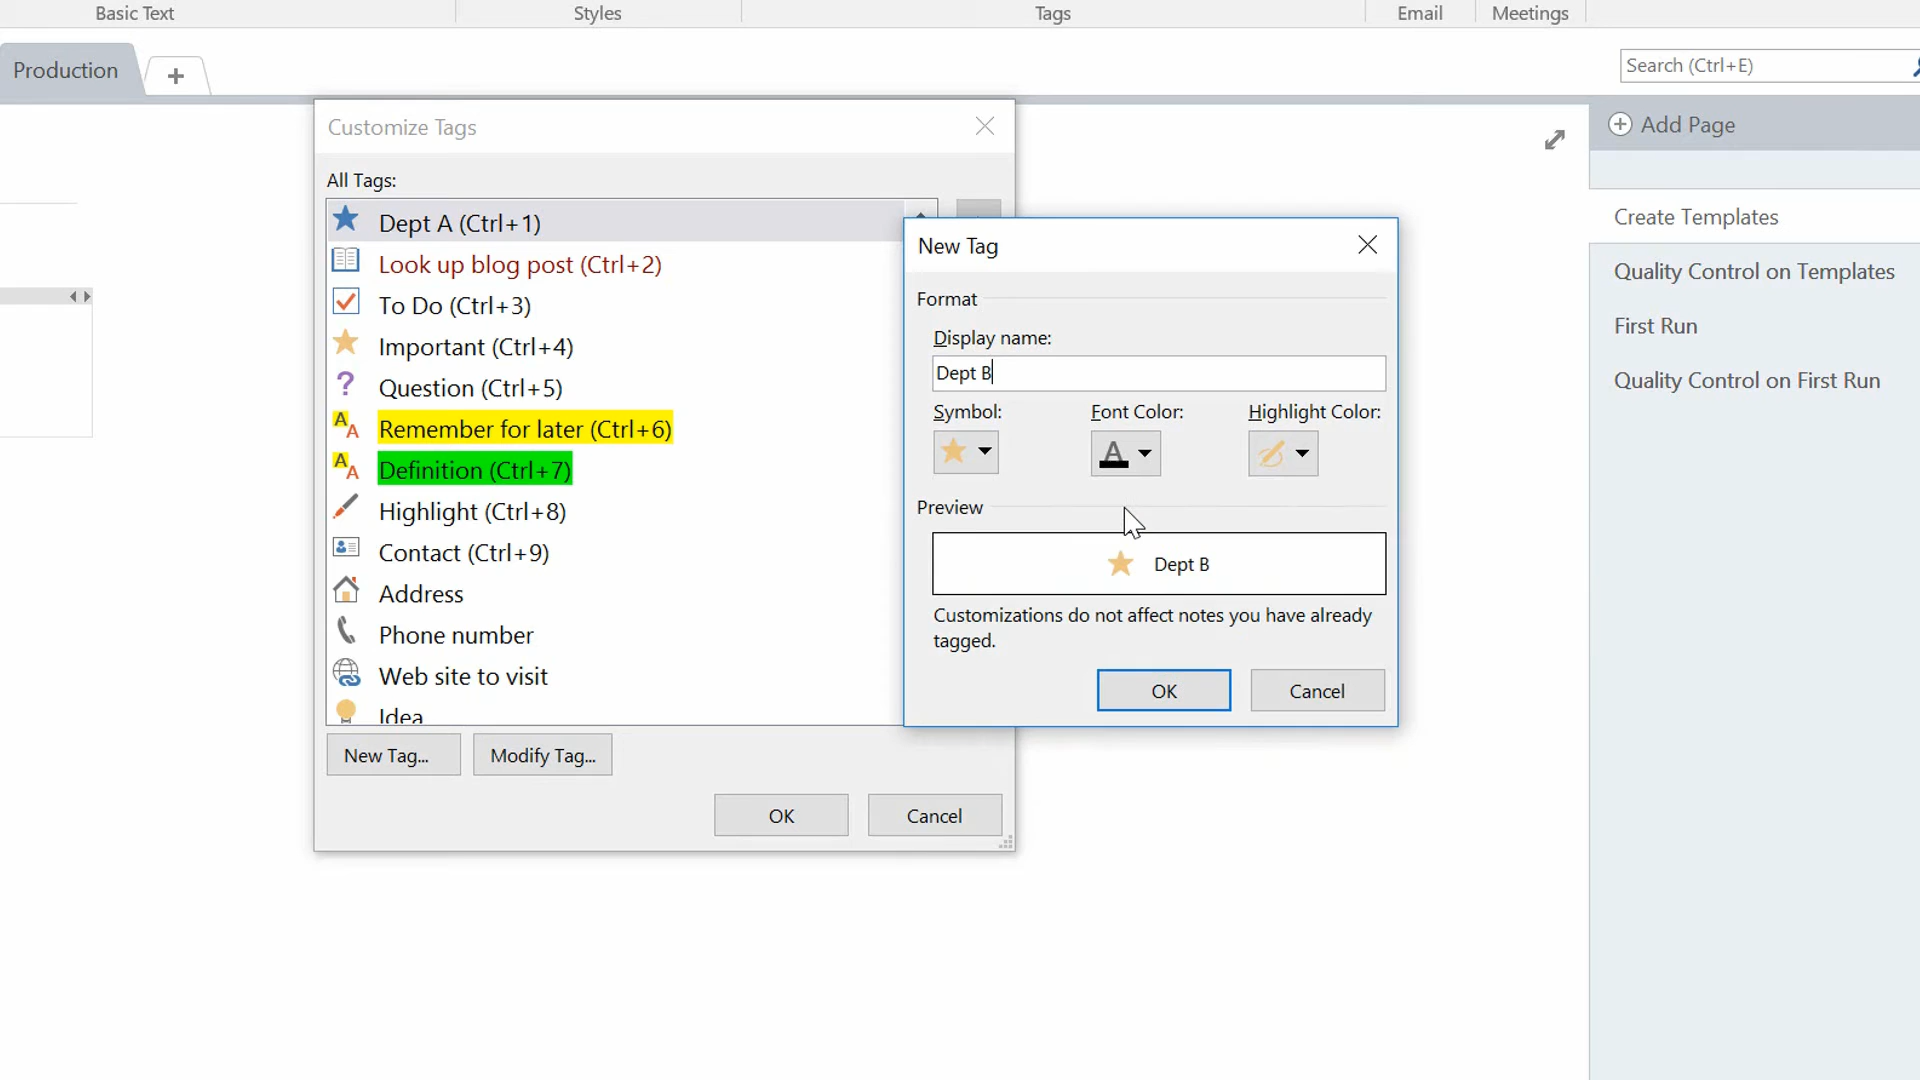 Basic Text
Styles
Tags
Email
Meetings
Production
Search (Ctrl+E)
Customize Tags
All Tags:
Dept A (Ctrl+1)
Look up blog post (Ctrl+2)
To Do (Ctrl+3)
Important (Ctrl+4)
Question (Ctrl+5)
Remember for later (Ctrl+6)
Definition (Ctrl+7)
Highlight (Ctrl+8)
Contact (Ctrl+9)
Address
Phone number
Web site to visit
Idea
New Tag...
Modify Tag...
OK
Cancel
New Tag
Format
Display name:
Dept B
Symbol:
Font Color:
Highlight Color:
Preview
Dept B
Customizations do not affect notes you have already
tagged.
OK
Cancel
Add Page
Create Templates
Quality Control on Templates
First Run
Quality Control on First Run